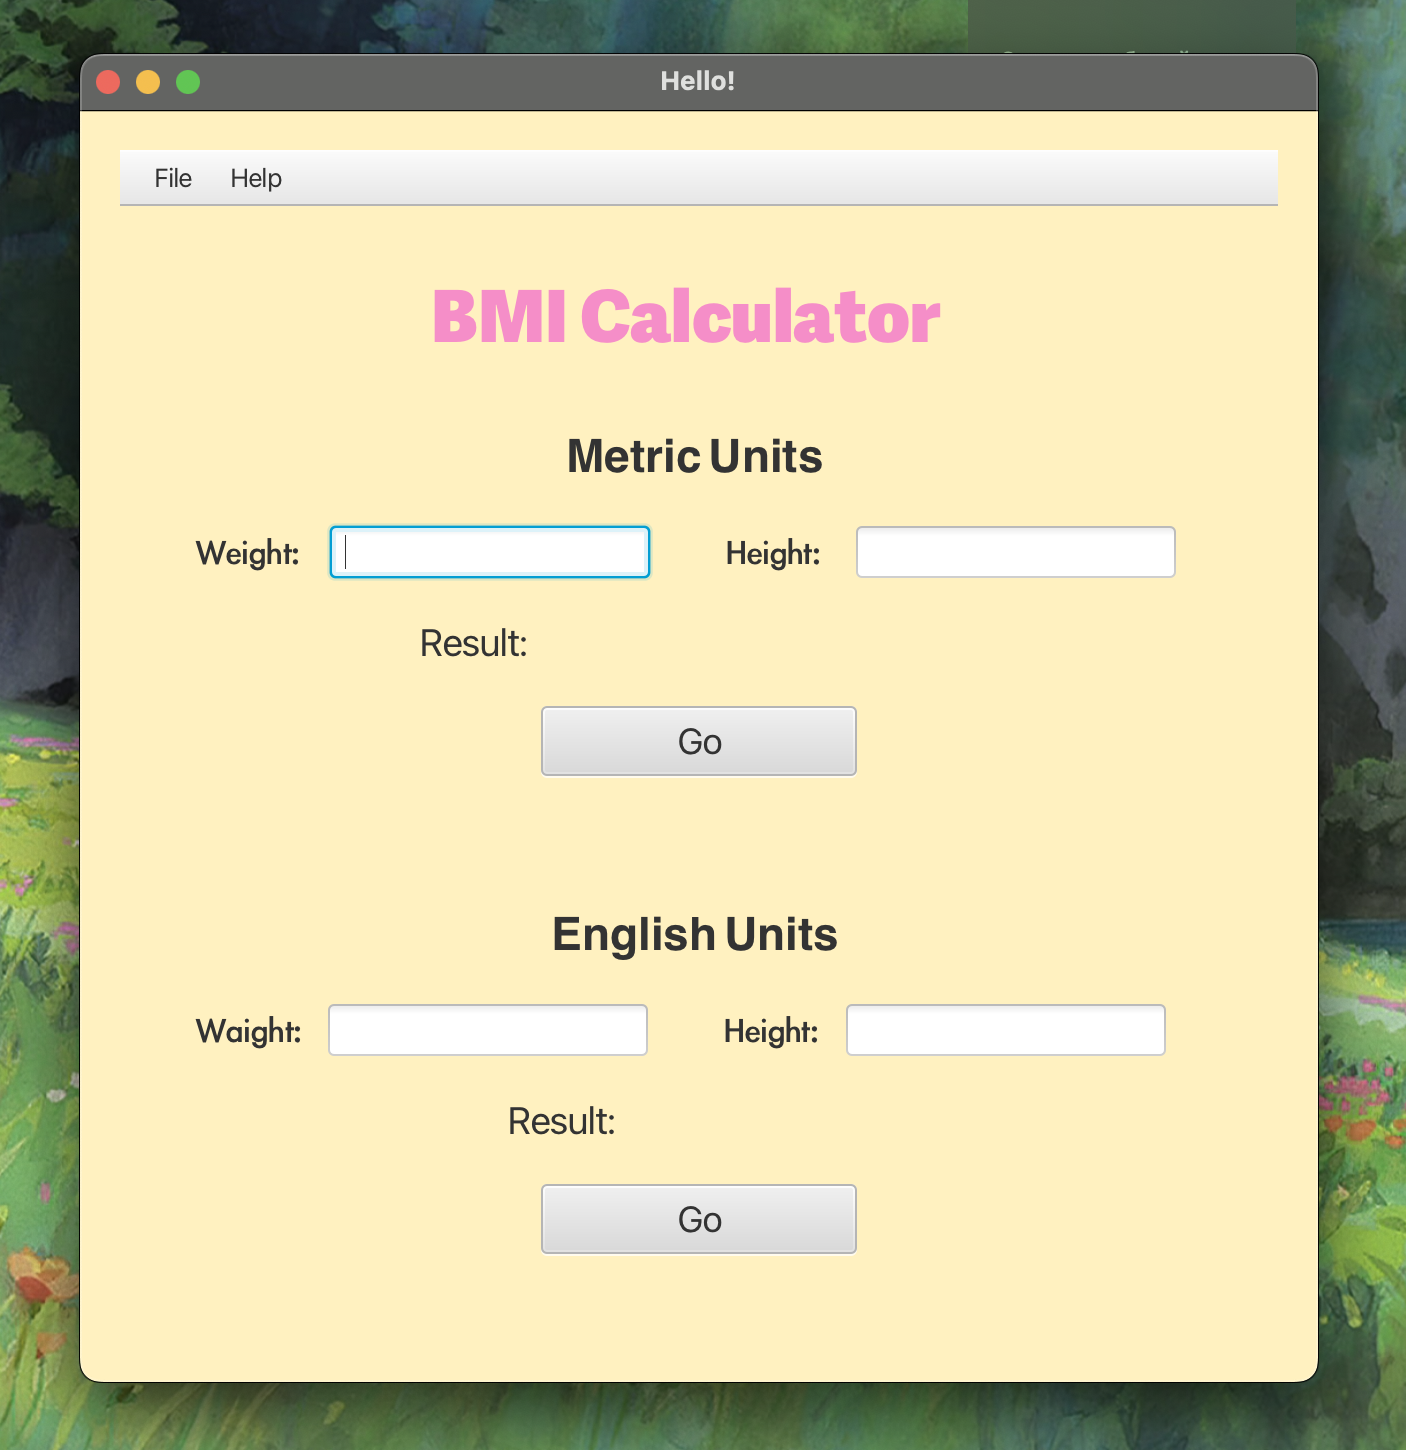 Hello!
File Help
BMI Calculator
Metric Units
Weight: Height:
Result:
Go
English Units
Waight: Height:
Result:
Go